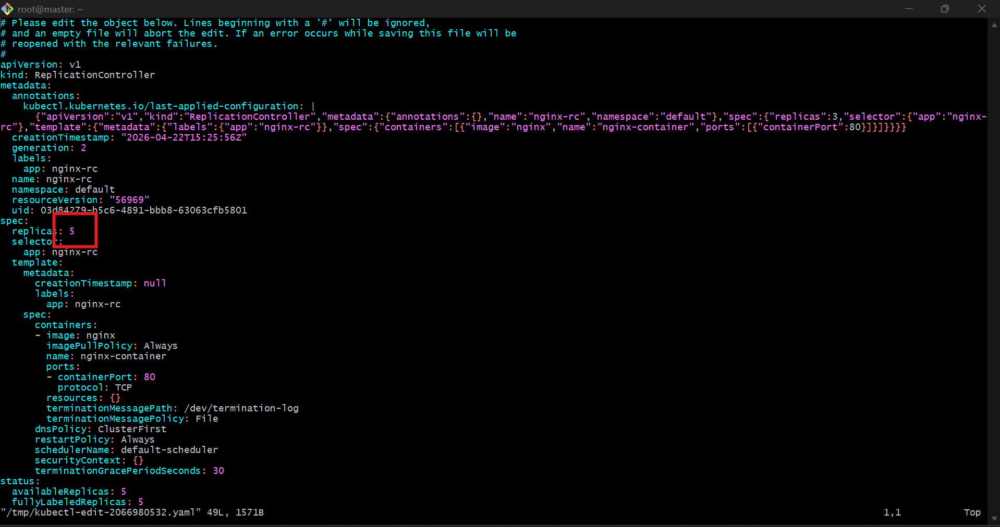 root@master: ~
# Please edit the object below. Lines beginning with a '#' will be ignored,
# and an empty file will abort the edit. If an error occurs while saving this file will be
# reopened with the relevant failures.
#
apiVersion: v1
kind: ReplicationController
metadata:
  annotations:
    kubectl.kubernetes.io/last-applied-configuration: |
      {"apiVersion":"v1","kind":"ReplicationController","metadata":{"annotations":{},"name":"nginx-rc","namespace":"default"},"spec":{"replicas":3,"selector":{"app":"nginx-
rc"},"template":{"metadata":{"labels":{"app":"nginx-rc"}},"spec":{"containers":[{"image":"nginx","name":"nginx-container","ports":[{"containerPort":80}]}]}}}}
  creationTimestamp: "2026-04-22T15:25:56Z"
  generation: 2
  labels:
    app: nginx-rc
  name: nginx-rc
  namespace: default
  resourceVersion: "56969"
  uid: 03d84279-b5c6-4891-bbb8-63063cfb5801
spec:
  replicas: 5
  selector:
    app: nginx-rc
  template:
    metadata:
      creationTimestamp: null
      labels:
        app: nginx-rc
    spec:
      containers:
      - image: nginx
        imagePullPolicy: Always
        name: nginx-container
        ports:
        - containerPort: 80
          protocol: TCP
        resources: {}
        terminationMessagePath: /dev/termination-log
        terminationMessagePolicy: File
      dnsPolicy: ClusterFirst
      restartPolicy: Always
      schedulerName: default-scheduler
      securityContext: {}
      terminationGracePeriodSeconds: 30
status:
  availableReplicas: 5
  fullyLabeledReplicas: 5
"/tmp/kubectl-edit-2066980532.yaml" 49L, 1571B 1,1 Top